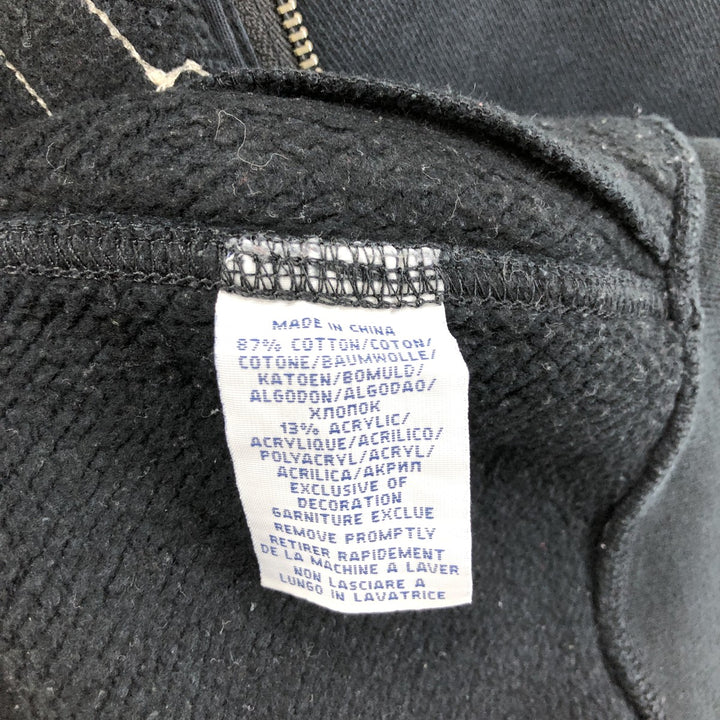 MADE IN CHINA
87% COTTON/COTON/
COTONE/BAUMWOLLE/
KATOEN/BOMULD/
ALGODON/ALGODAO/
ХЛОПОК
13% ACRYLIC/
ACRYLIQUE/ACRILICO/
POLYACRYL/ACRYL/
ACRILICA/АКРИЛ
EXCLUSIVE OF
DECORATION
GARNITURE EXCLUE
REMOVE PROMPTLY
RETIRER RAPIDEMENT
DE LA MACHINE A LAVER
NON LASCIARE A
LUNGO IN LAVATRICE